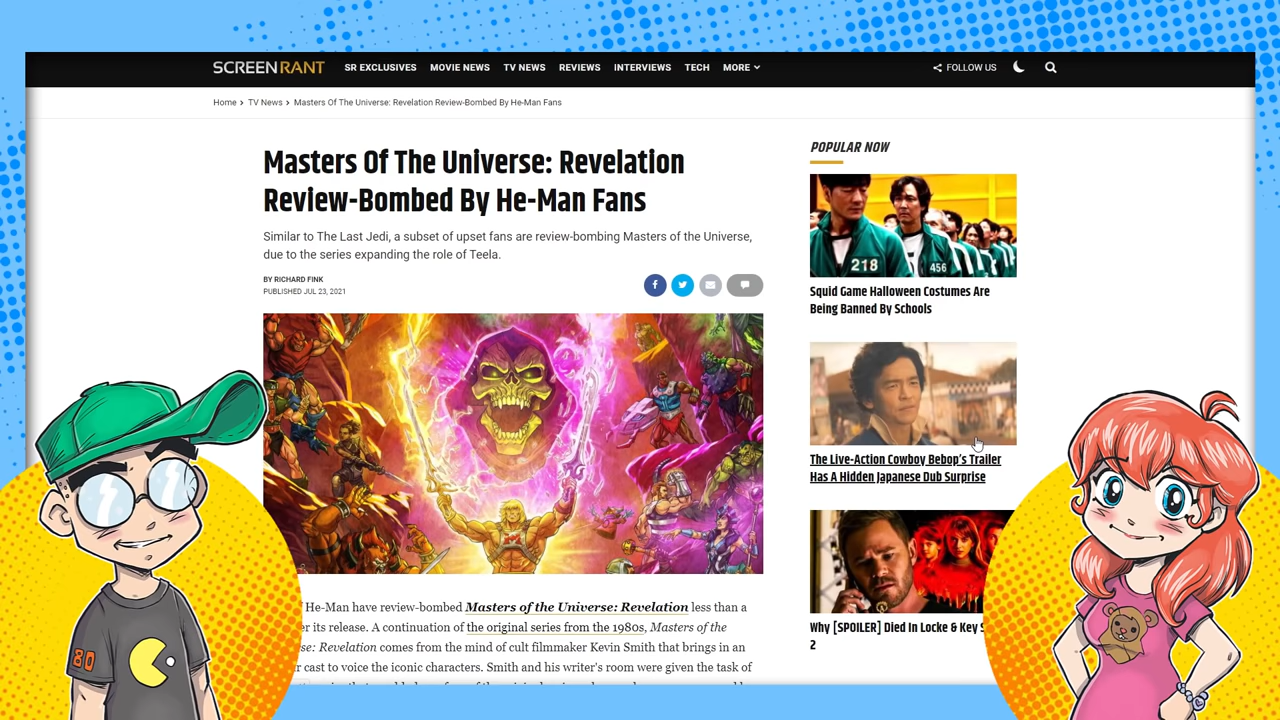 SCREENRANT
SR EXCLUSIVES MOVIE NEWS TV NEWS REVIEWS INTERVIEWS TECH MORE FOLLOW US
Home > TV News > Masters Of The Universe: Revelation Review-Bombed By He-Man Fans
Masters Of The Universe: Revelation
Review-Bombed By He-Man Fans
Similar to The Last Jedi, a subset of upset fans are review-bombing Masters of the Universe,
due to the series expanding the role of Teela.
BY RICHARD FINK
PUBLISHED JUL 23, 2021
He-Man have review-bombed Masters of the Universe: Revelation less than a
er its release. A continuation of the original series from the 1980s, Masters of the
se: Revelation comes from the mind of cult filmmaker Kevin Smith that brings in an
r cast to voice the iconic characters. Smith and his writer's room were given the task of
POPULAR NOW
218
456
Squid Game Halloween Costumes Are
Being Banned By Schools
The Live-Action Cowboy Bebop's Trailer
Has A Hidden Japanese Dub Surprise
Why [SPOILER] Died In Locke & Key S
2
80